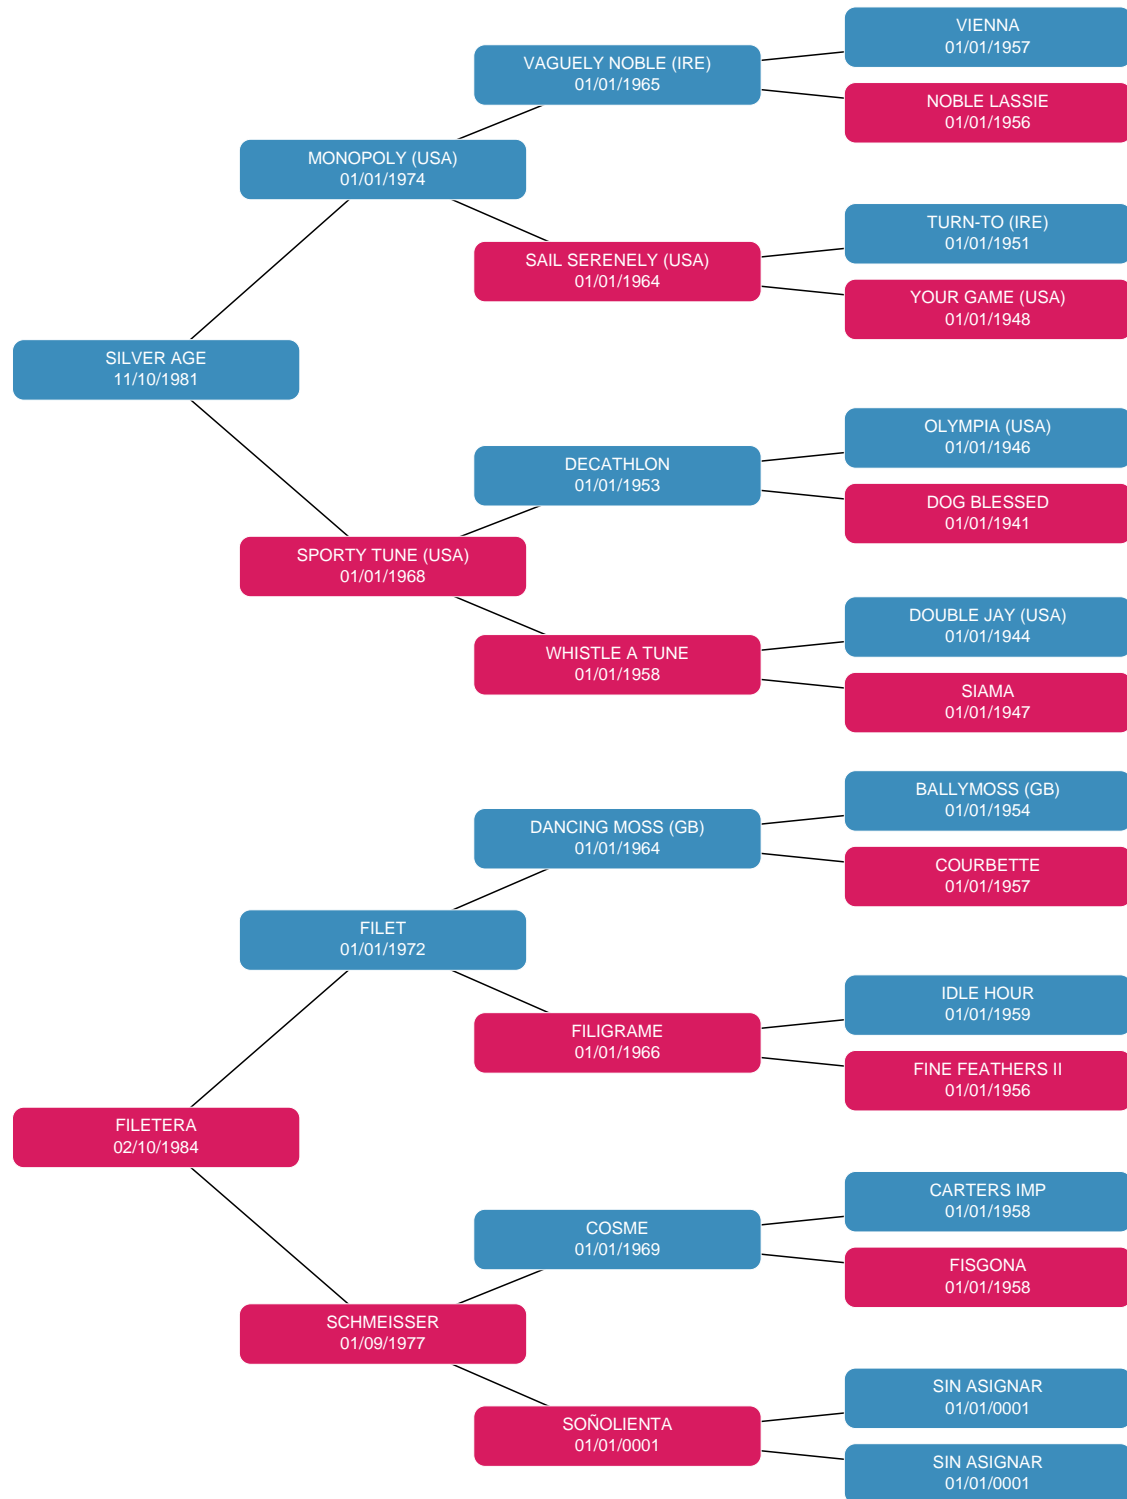 VIENNA
01/01/1957
VAGUELY NOBLE (IRE)
01/01/1965
NOBLE LASSIE
01/01/1956
MONOPOLY (USA)
01/01/1974
TURN-TO (IRE)
01/01/1951
SAIL SERENELY (USA)
01/01/1964
YOUR GAME (USA)
01/01/1948
SILVER AGE
11/10/1981
OLYMPIA (USA)
01/01/1946
DECATHLON
01/01/1953
DOG BLESSED
01/01/1941
SPORTY TUNE (USA)
01/01/1968
DOUBLE JAY (USA)
01/01/1944
WHISTLE A TUNE
01/01/1958
SIAMA
01/01/1947
BALLYMOSS (GB)
01/01/1954
DANCING MOSS (GB)
01/01/1964
COURBETTE
01/01/1957
FILET
01/01/1972
IDLE HOUR
01/01/1959
FILIGRAME
01/01/1966
FINE FEATHERS II
01/01/1956
FILETERA
02/10/1984
CARTERS IMP
01/01/1958
COSME
01/01/1969
FISGONA
01/01/1958
SCHMEISSER
01/09/1977
SIN ASIGNAR
01/01/0001
SOÑOLIENTA
01/01/0001
SIN ASIGNAR
01/01/0001